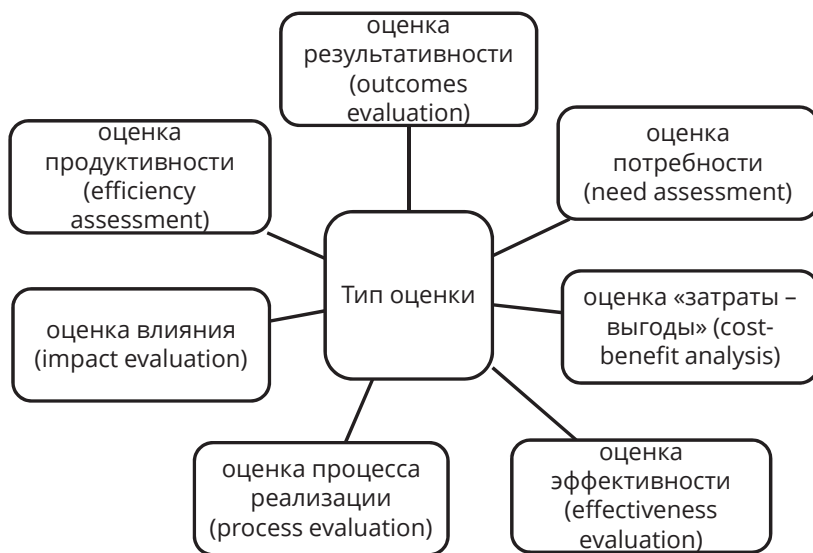 оценка
результативности
(outcomes
evaluation)
оценка
продуктивности
(efficiency
assessment)
оценка
потребности
(need assessment)
Тип оценки
оценка влияния
(impact evaluation)
оценка «затраты –
выгоды» (cost-
benefit analysis)
оценка процесса
реализации
(process evaluation)
оценка
эффективности
(effectiveness
evaluation)